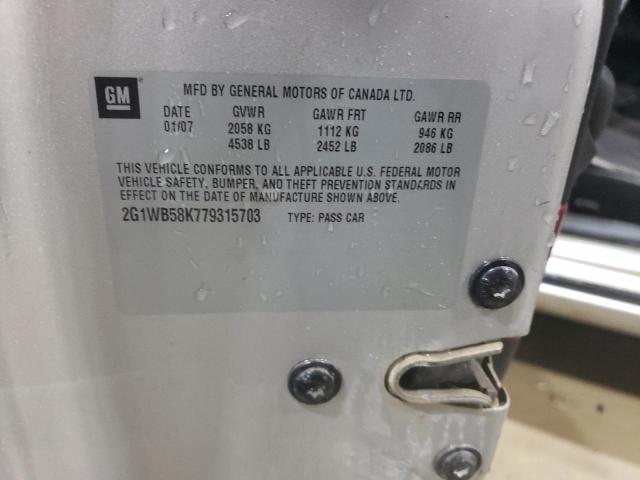 GM
MFD BY GENERAL MOTORS OF CANADA LTD.
DATE GVWR GAWR FRT GAWR RR
01/07 2058 KG 1112 KG 946 KG
4538 LB 2452 LB 2086 LB
THIS VEHICLE CONFORMS TO ALL APPLICABLE U.S. FEDERAL MOTOR
VEHICLE SAFETY, BUMPER, AND THEFT PREVENTION STANDARDS IN
EFFECT ON THE DATE OF MANUFACTURE SHOWN ABOVE.
2G1WB58K779315703 TYPE: PASS CAR